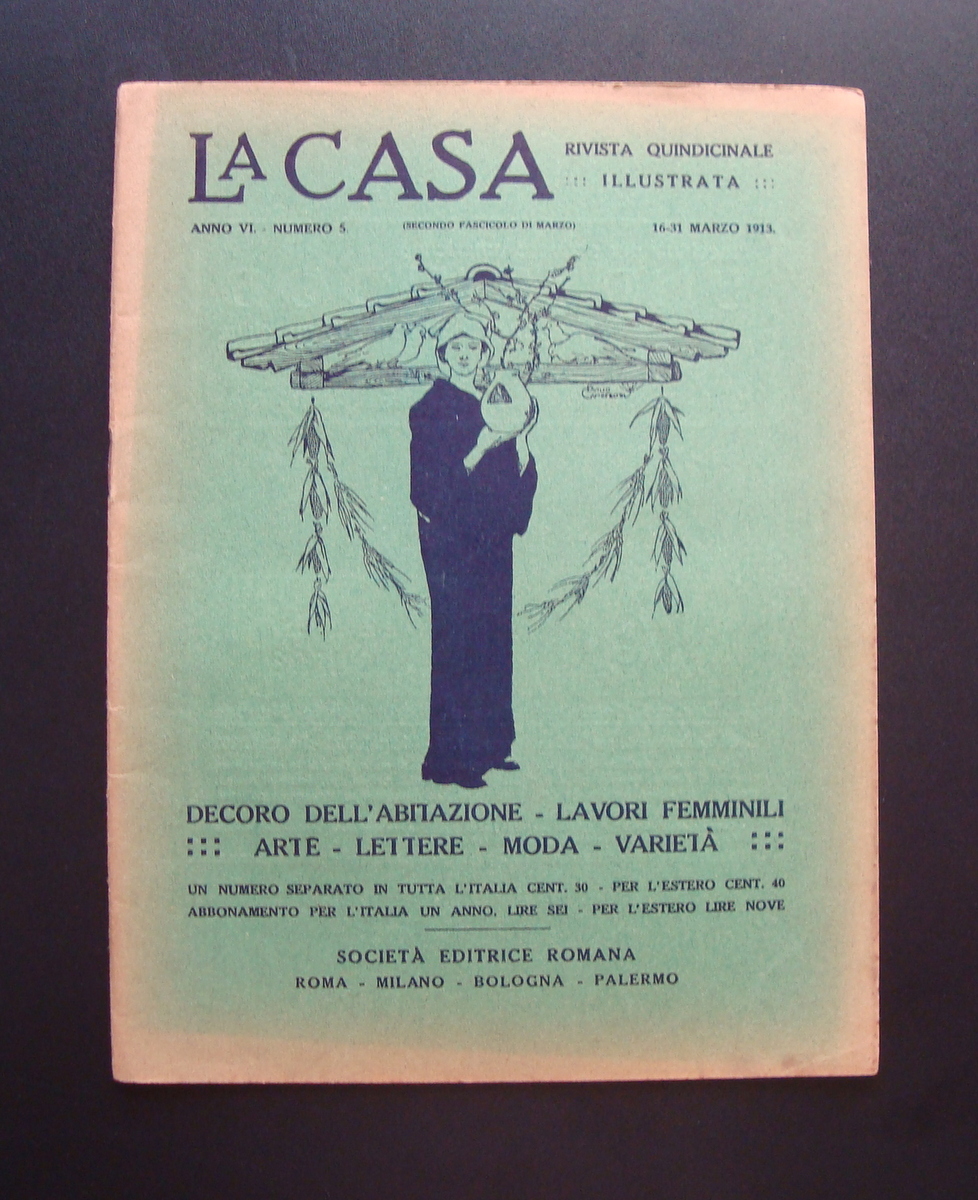 LA CASA
RIVISTA QUINDICINALE
::: ILLUSTRATA :::
ANNO VI. - NUMERO 5. (SECONDO FASCICOLO DI MARZO) 16-31 MARZO 1913.
DECORO DELL'ABITAZIONE - LAVORI FEMMINILI
::: ARTE - LETTERE - MODA - VARIETÀ :::
UN NUMERO SEPARATO IN TUTTA L'ITALIA CENT. 30 - PER L'ESTERO CENT. 40
ABBONAMENTO PER L'ITALIA UN ANNO, LIRE SEI - PER L'ESTERO LIRE NOVE
SOCIETÀ EDITRICE ROMANA
ROMA - MILANO - BOLOGNA - PALERMO